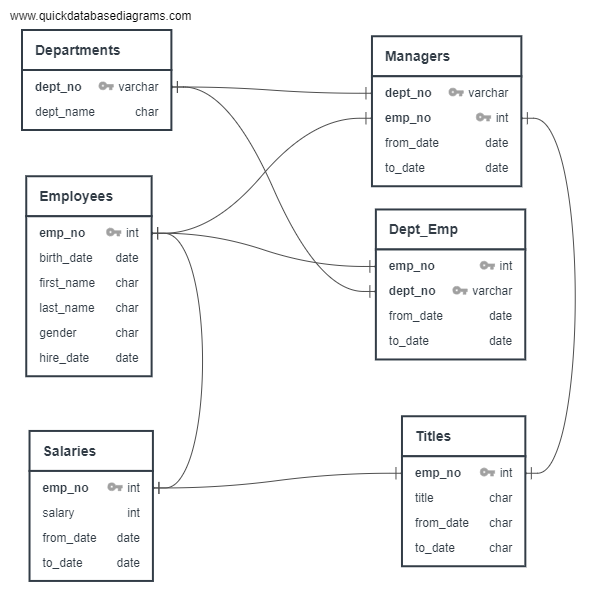 www.quickdatabasediagrams.com
Departments
dept_no varchar
dept_name char
Managers
dept_no varchar
emp_no int
from_date date
to_date date
Employees
emp_no int
birth_date date
first_name char
last_name char
gender char
hire_date date
Dept_Emp
emp_no int
dept_no varchar
from_date date
to_date date
Salaries
emp_no int
salary int
from_date date
to_date date
Titles
emp_no int
title char
from_date char
to_date char